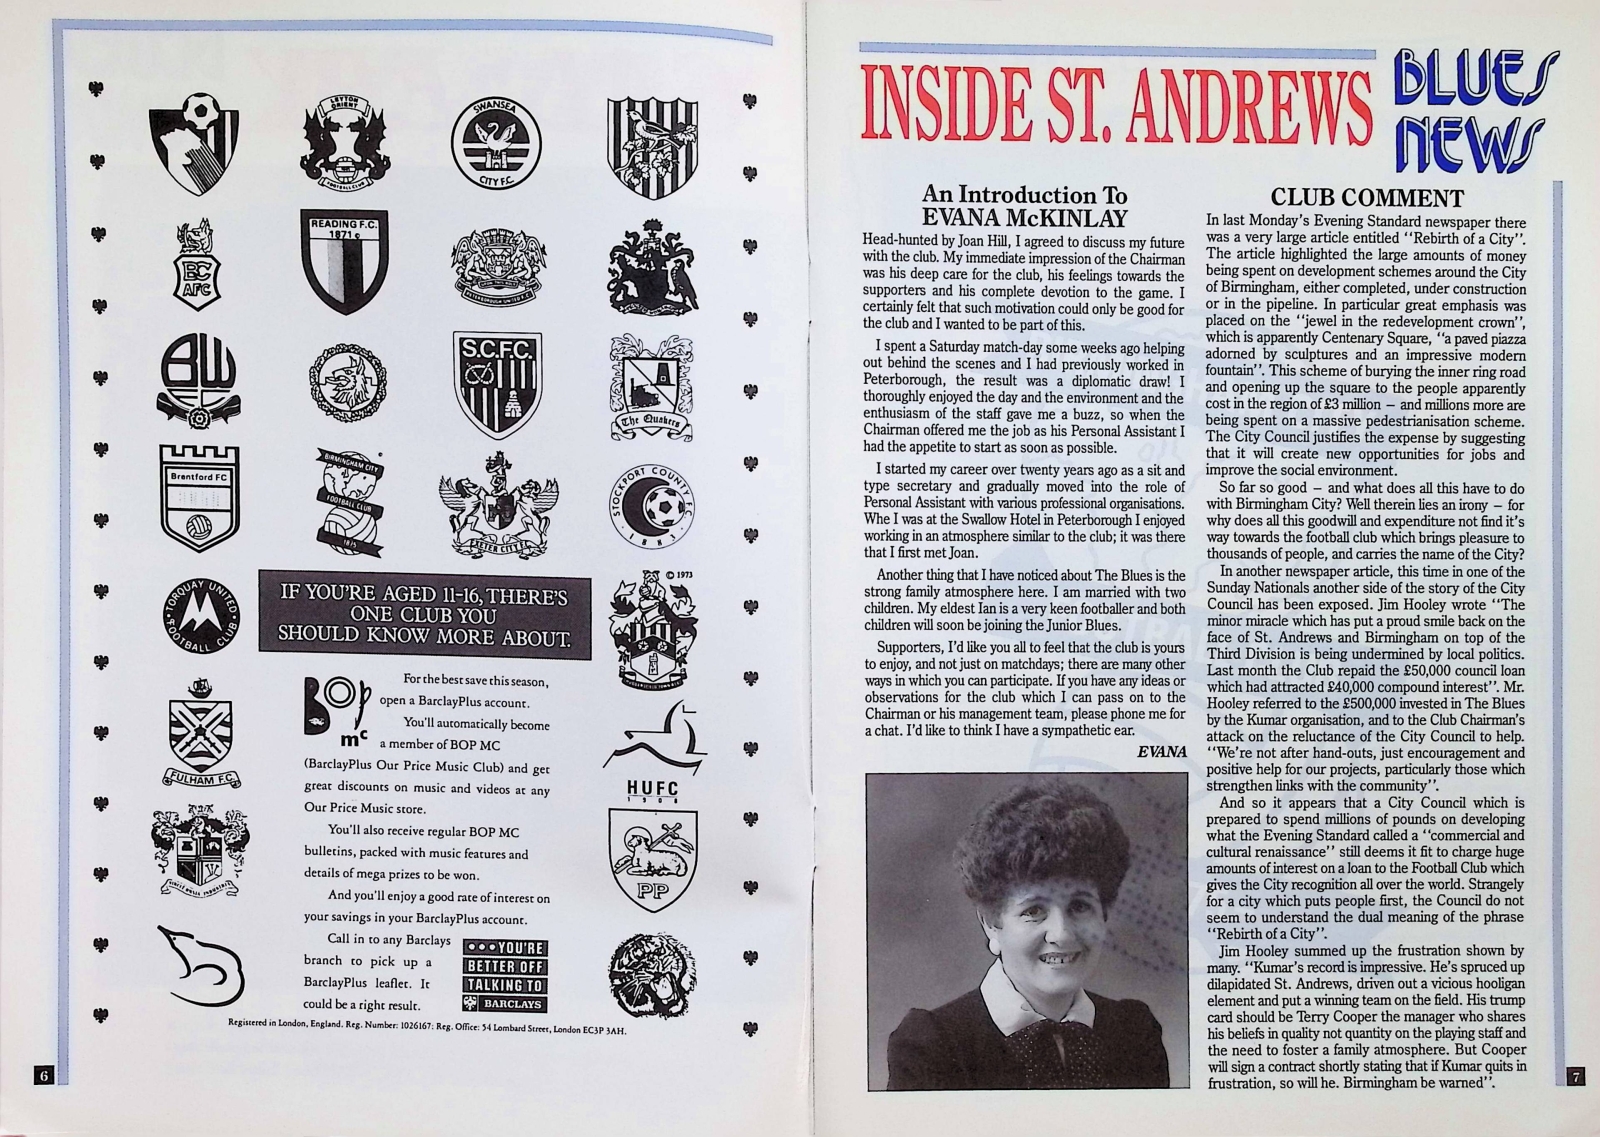 LEYTON
ORIENT
FOOTBALL CLUB
SWANSEA
CITY F.C.
BC
AFC
READING F.C.
1871
PETERBOROUGH UNITED F.C.
BW
S.C.F.C.
The Quakers
Brentford FC
BIRMINGHAM CITY
FOOTBALL CLUB
1875
EXETER CITY F.C.
STOCKPORT COUNTY F.C.
1883
TORQUAY UNITED
FOOTBALL CLUB
© 1973
IF YOU'RE AGED 11-16, THERE'S
ONE CLUB YOU
SHOULD KNOW MORE ABOUT.
FULHAM F.C.
HUFC
1908
PP
BOP
mc
For the best save this season,
open a BarclayPlus account.
You'll automatically become
a member of BOP MC
(BarclayPlus Our Price Music Club) and get
great discounts on music and videos at any
Our Price Music store.
You'll also receive regular BOP MC
bulletins, packed with music features and
details of mega prizes to be won.
And you'll enjoy a good rate of interest on
your savings in your BarclayPlus account.
Call in to any Barclays
branch to pick up a
BarclayPlus leaflet. It
could be a right result.
●●●YOU'RE
BETTER OFF
TALKING TO
BARCLAYS
Registered in London, England. Reg. Number: 1026167: Reg. Office: 54 Lombard Street, London EC3P 3AH.
6
INSIDE ST. ANDREWS
BLUES
NEWS
An Introduction To
EVANA McKINLAY
Head-hunted by Joan Hill, I agreed to discuss my future
with the club. My immediate impression of the Chairman
was his deep care for the club, his feelings towards the
supporters and his complete devotion to the game. I
certainly felt that such motivation could only be good for
the club and I wanted to be part of this.
I spent a Saturday match-day some weeks ago helping
out behind the scenes and I had previously worked in
Peterborough, the result was a diplomatic draw! I
thoroughly enjoyed the day and the environment and the
enthusiasm of the staff gave me a buzz, so when the
Chairman offered me the job as his Personal Assistant I
had the appetite to start as soon as possible.
I started my career over twenty years ago as a sit and
type secretary and gradually moved into the role of
Personal Assistant with various professional organisations.
Whe I was at the Swallow Hotel in Peterborough I enjoyed
working in an atmosphere similar to the club; it was there
that I first met Joan.
Another thing that I have noticed about The Blues is the
strong family atmosphere here. I am married with two
children. My eldest Ian is a very keen footballer and both
children will soon be joining the Junior Blues.
Supporters, I'd like you all to feel that the club is yours
to enjoy, and not just on matchdays; there are many other
ways in which you can participate. If you have any ideas or
observations for the club which I can pass on to the
Chairman or his management team, please phone me for
a chat. I'd like to think I have a sympathetic ear.
EVANA
CLUB COMMENT
In last Monday's Evening Standard newspaper there
was a very large article entitled "Rebirth of a City".
The article highlighted the large amounts of money
being spent on development schemes around the City
of Birmingham, either completed, under construction
or in the pipeline. In particular great emphasis was
placed on the "jewel in the redevelopment crown",
which is apparently Centenary Square, "a paved piazza
adorned by sculptures and an impressive modern
fountain". This scheme of burying the inner ring road
and opening up the square to the people apparently
cost in the region of £3 million – and millions more are
being spent on a massive pedestrianisation scheme.
The City Council justifies the expense by suggesting
that it will create new opportunities for jobs and
improve the social environment.
So far so good – and what does all this have to do
with Birmingham City? Well therein lies an irony – for
why does all this goodwill and expenditure not find it's
way towards the football club which brings pleasure to
thousands of people, and carries the name of the City?
In another newspaper article, this time in one of the
Sunday Nationals another side of the story of the City
Council has been exposed. Jim Hooley wrote "The
minor miracle which has put a proud smile back on the
face of St. Andrews and Birmingham on top of the
Third Division is being undermined by local politics.
Last month the Club repaid the £50,000 council loan
which had attracted £40,000 compound interest". Mr.
Hooley referred to the £500,000 invested in The Blues
by the Kumar organisation, and to the Club Chairman's
attack on the reluctance of the City Council to help.
"We're not after hand-outs, just encouragement and
positive help for our projects, particularly those which
strengthen links with the community".
And so it appears that a City Council which is
prepared to spend millions of pounds on developing
what the Evening Standard called a "commercial and
cultural renaissance" still deems it fit to charge huge
amounts of interest on a loan to the Football Club which
gives the City recognition all over the world. Strangely
for a city which puts people first, the Council do not
seem to understand the dual meaning of the phrase
"Rebirth of a City".
Jim Hooley summed up the frustration shown by
many. "Kumar's record is impressive. He's spruced up
dilapidated St. Andrews, driven out a vicious hooligan
element and put a winning team on the field. His trump
card should be Terry Cooper the manager who shares
his beliefs in quality not quantity on the playing staff and
the need to foster a family atmosphere. But Cooper
will sign a contract shortly stating that if Kumar quits in
frustration, so will he. Birmingham be warned".
7